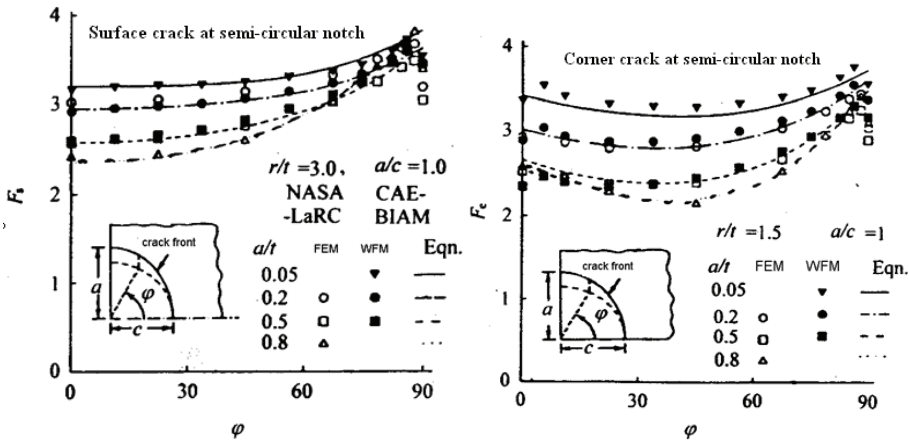 Surface crack at semi-circular notch
4
3
2
1
0
F_s
0 30 60 90
φ
r/t =3.0, a/c =1.0
NASA CAE-
-LaRC BIAM
a/t FEM WFM Eqn.
0.05
0.2
0.5
0.8
crack front
a
φ
c
Corner crack at semi-circular notch
4
3
2
1
0
F_c
0 30 60 90
φ
r/t =1.5 a/c =1
a/t FEM WFM Eqn.
0.05
0.2
0.5
0.8
crack front
a
φ
c